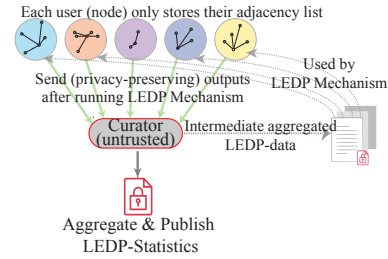 Each user (node) only stores their adjacency list
Send (privacy-preserving) outputs
after running LEDP Mechanism
Used by
LEDP Mechanism
Curator
(untrusted)
Intermediate aggregated
LEDP-data
Aggregate & Publish
LEDP-Statistics